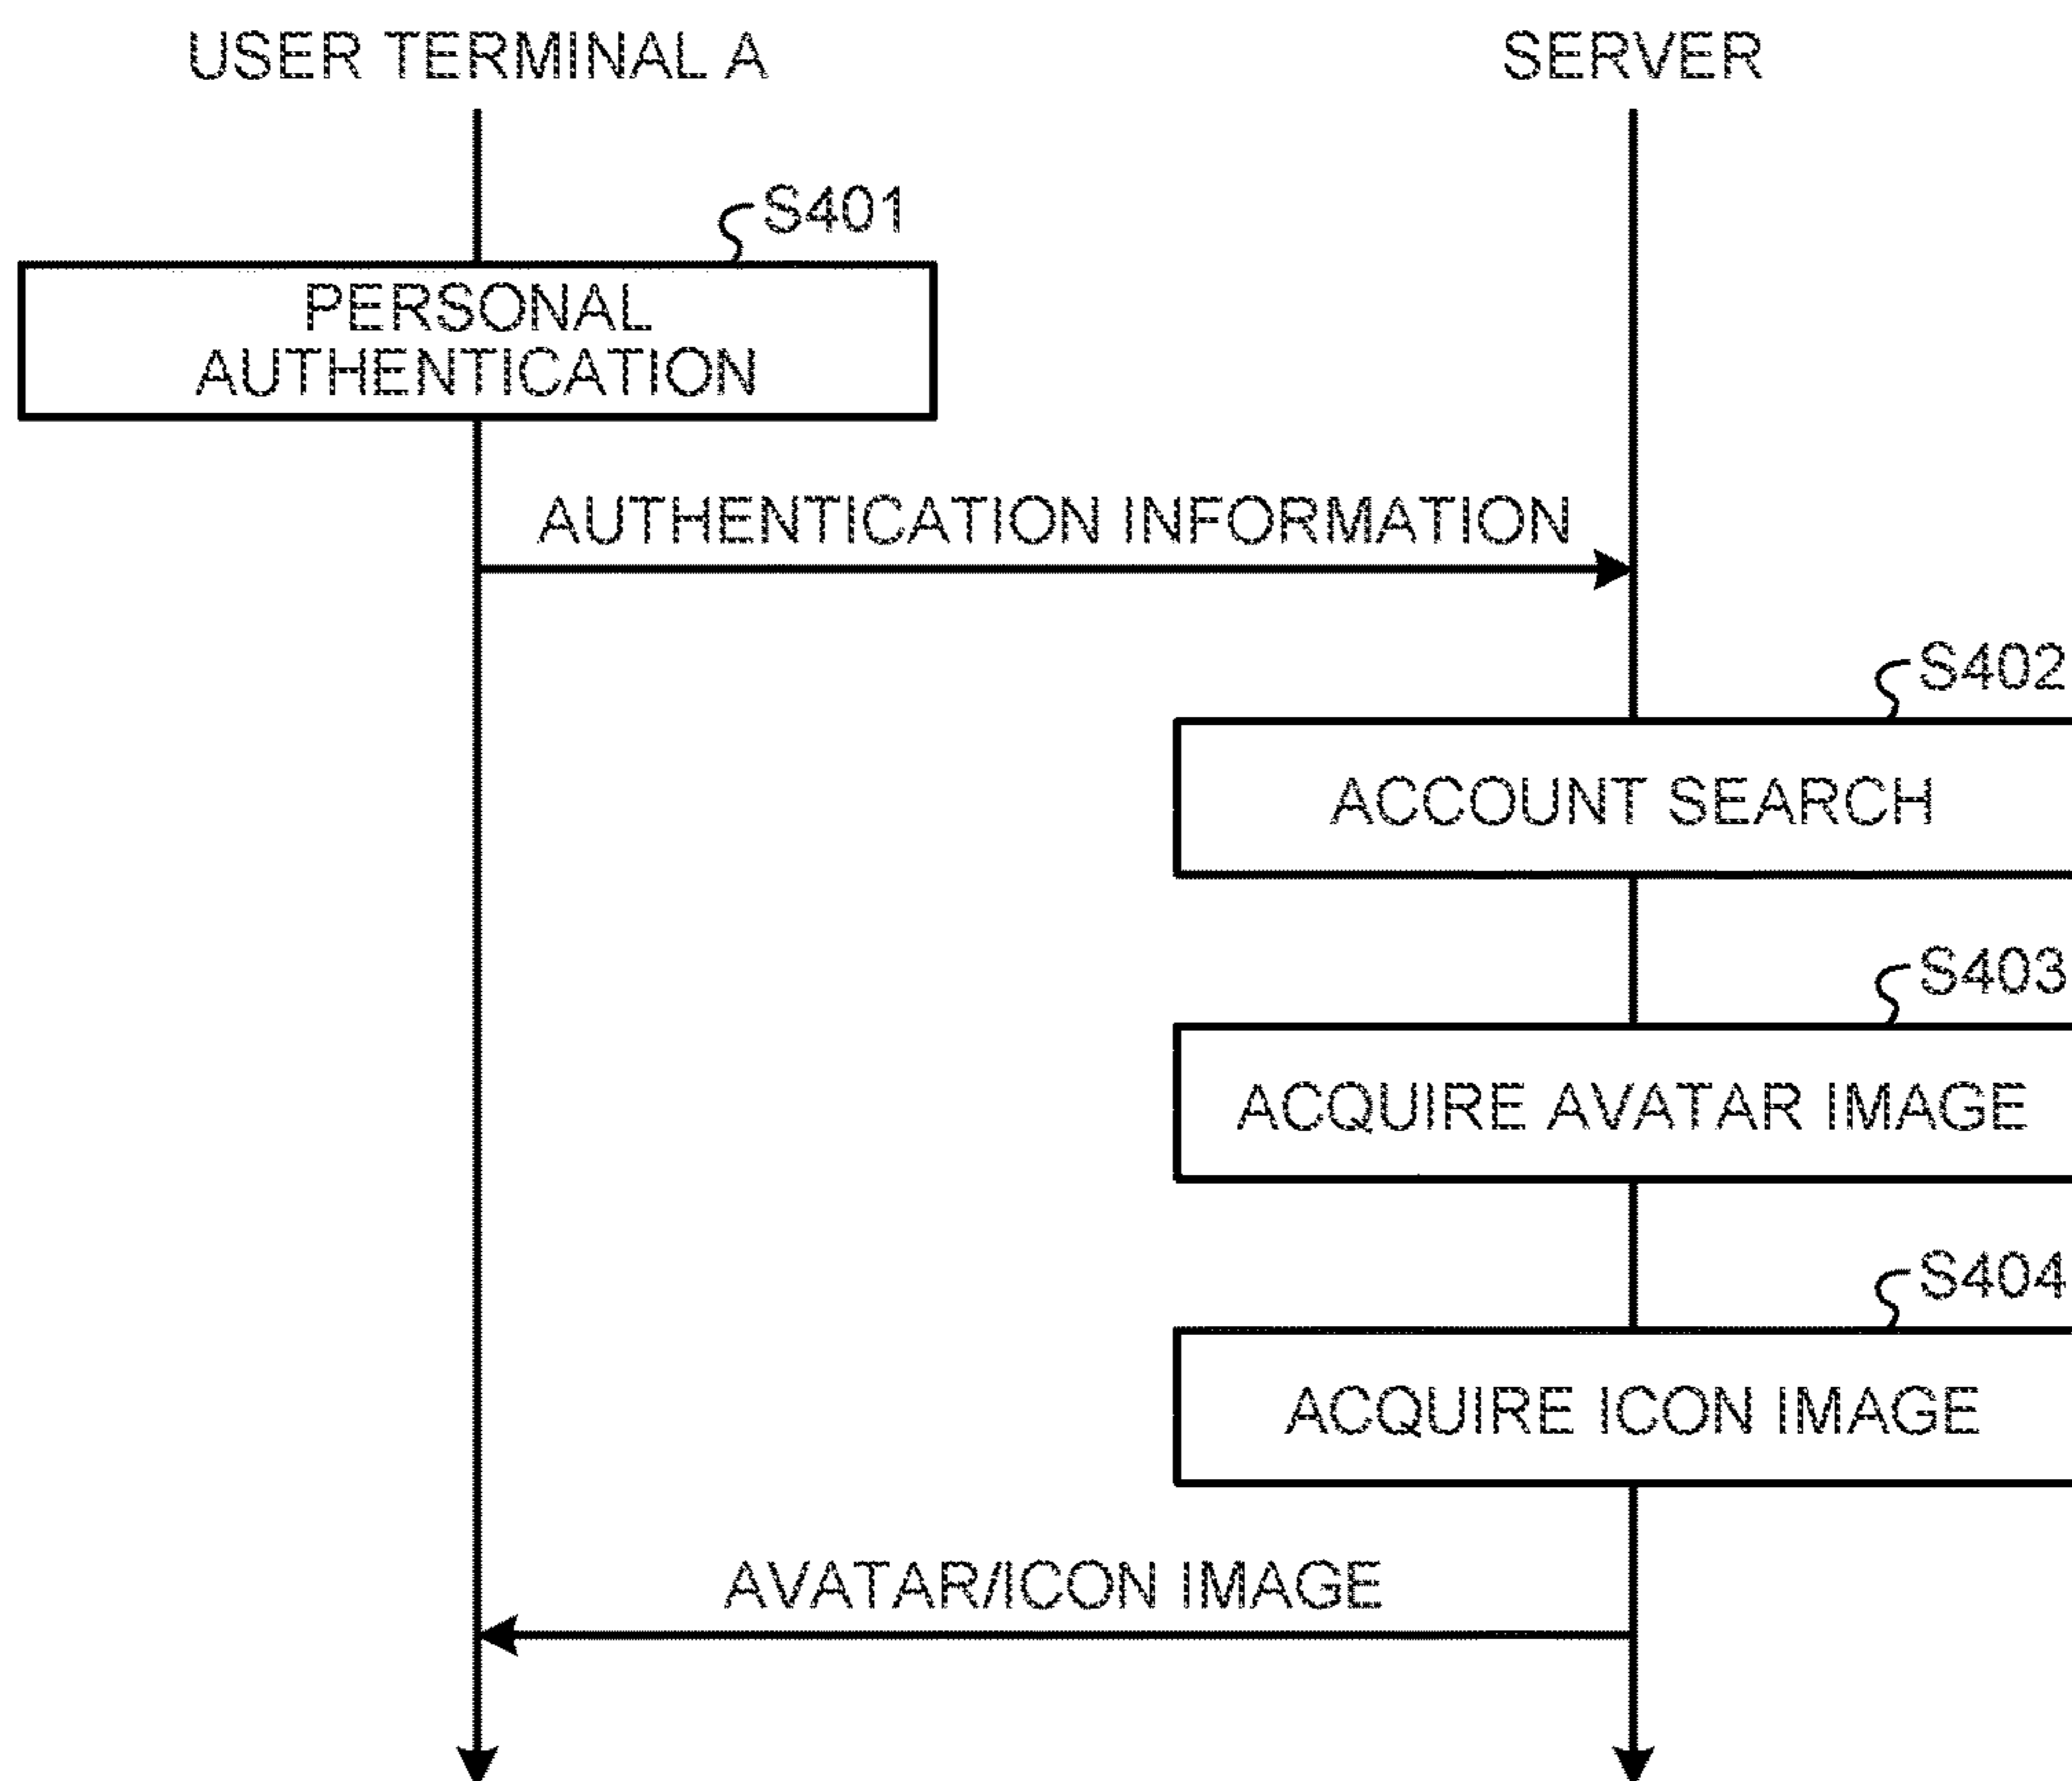 USER TERMINAL A
SERVER
S401
PERSONAL
AUTHENTICATION
AUTHENTICATION INFORMATION
S402
ACCOUNT SEARCH
S403
ACQUIRE AVATAR IMAGE
S404
ACQUIRE ICON IMAGE
AVATAR/ICON IMAGE